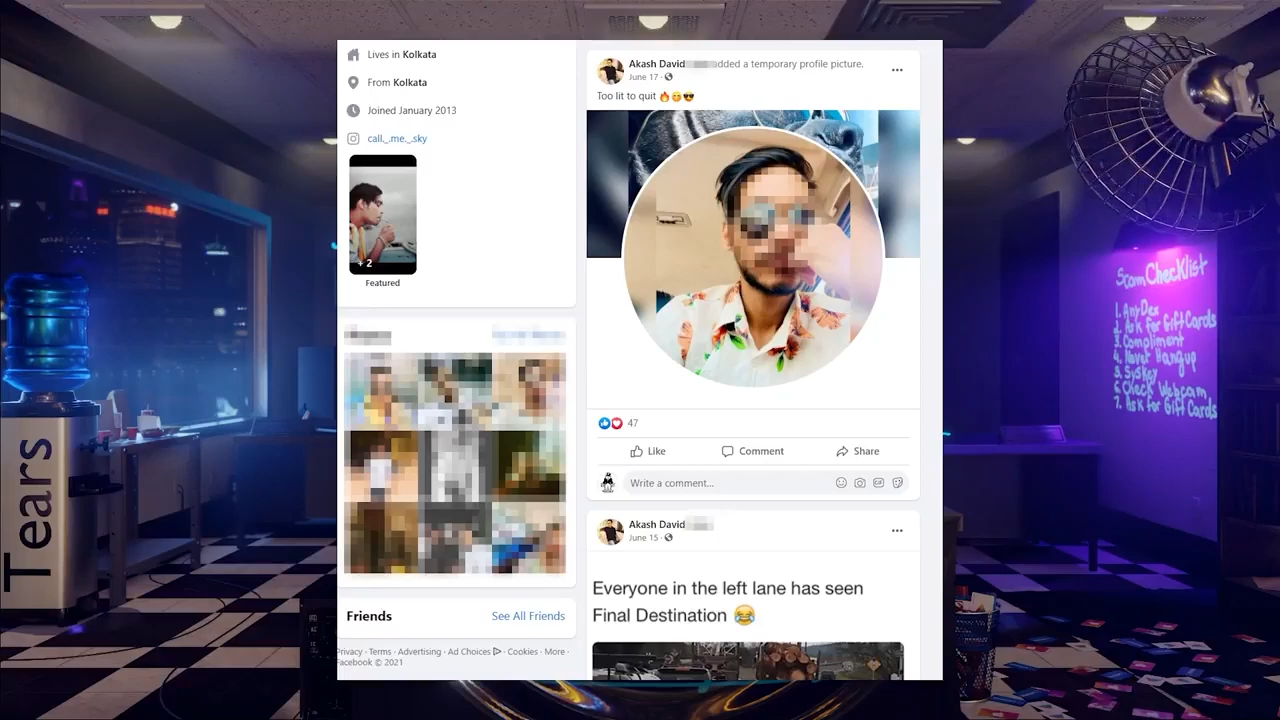 Lives in Kolkata
From Kolkata
Joined January 2013
call._.me._.sky
+ 2
Featured
Friends
See All Friends
Privacy · Terms · Advertising · Ad Choices · Cookies · More ·
Facebook © 2021
Akash David added a temporary profile picture.
June 17 ·
Too lit to quit 🔥😊😎
47
Like
Comment
Share
Write a comment...
Akash David
June 15 ·
Everyone in the left lane has seen
Final Destination 😂
Tears
Scam Checklist
1. AnyDex
2. Ask for Gift Cards
3. Compliment
4. Never Hangup
5. Syskey
6. Check Webcam
7. Ask for Gift Cards